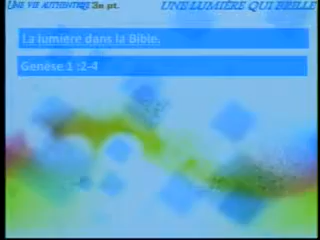 UNE VIE AUTHENTIQUE 3e pt. UNE LUMIÈRE QUI BRILLE
La lumière dans la Bible.
Genèse 1 :2-4